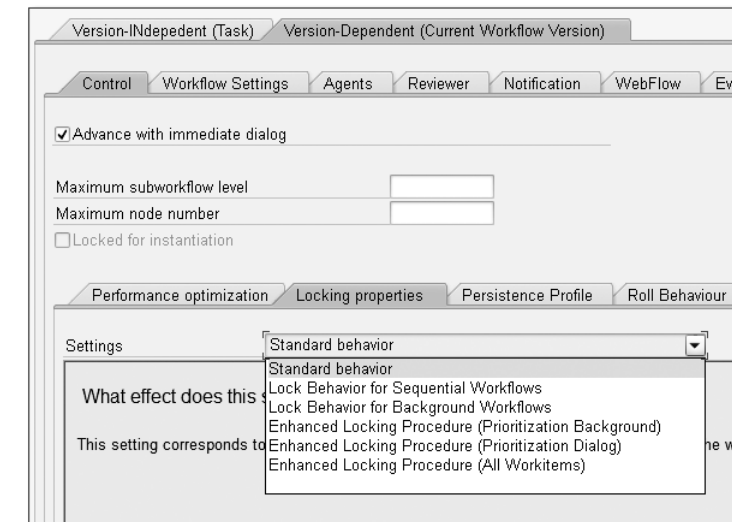 Version-INdepedent (Task) Version-Dependent (Current Workflow Version)
Control Workflow Settings Agents Reviewer Notification WebFlow Ev
Advance with immediate dialog
Maximum subworkflow level
Maximum node number
Locked for instantiation
Performance optimization Locking properties Persistence Profile Roll Behaviour
Settings Standard behavior
Standard behavior
What effect does this Lock Behavior for Sequential Workflows
Lock Behavior for Background Workflows
Enhanced Locking Procedure (Prioritization Background)
This setting corresponds to Enhanced Locking Procedure (Prioritization Dialog) he w
Enhanced Locking Procedure (All Workitems)